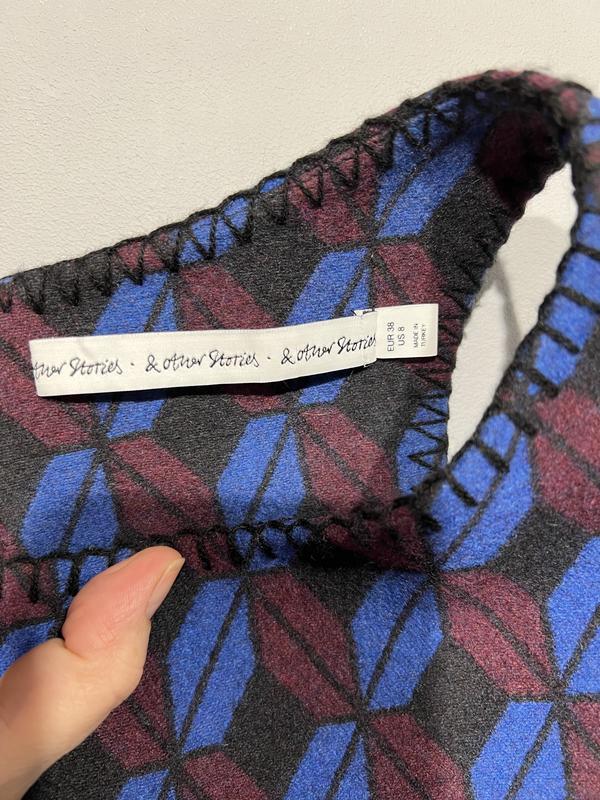 other Stories · & other Stories · & other Stories
EUR 38
US 8
MADE IN
TURKEY